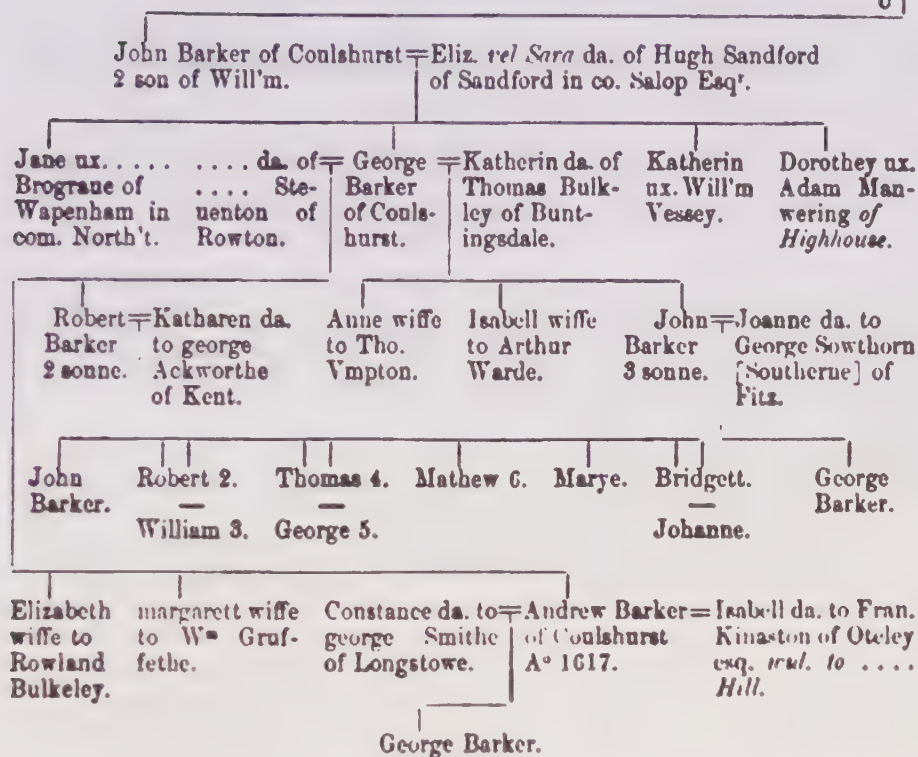 John Barker of Coulshurst
2 son of Will'm.
Eliz. vel Sara da. of Hugh Sandford
of Sandford in co. Salop Esqr.
Jane ux. . . . . .
Brograue of
Wapenham in
com. North't.
. . . . da. of
. . . . Ste-
uenton of
Rowton.
George
Barker
of Couls-
hurst.
Katherin da. of
Thomas Bulk-
ley of Bunt-
ingsdale.
Katherin
ux. Will'm
Vessey.
Dorothey ux.
Adam Man-
wering of
Highhouse.
Robert
Barker
2 sonne.
Katharen da.
to george
Ackworthe
of Kent.
Anne wiffe
to Tho.
Vmpton.
Isabell wiffe
to Arthur
Warde.
John
Barker
3 sonne.
Joanne da. to
George Sowthorn
[Southerne] of
Fitz.
John
Barker.
Robert 2.
William 3.
Thomas 4.
George 5.
Mathew 6.
Marye.
Bridgett.
Johanne.
George
Barker.
Elizabeth
wiffe to
Rowland
Bulkeley.
margarett wiffe
to Wm Gruf-
fethe.
Constance da. to
george Smithe
of Longstowe.
Andrew Barker
of Coulshurst
Ao 1617.
Isabell da. to Fran.
Kinaston of Oteley
esq. to . . . .
Hill.
George Barker.